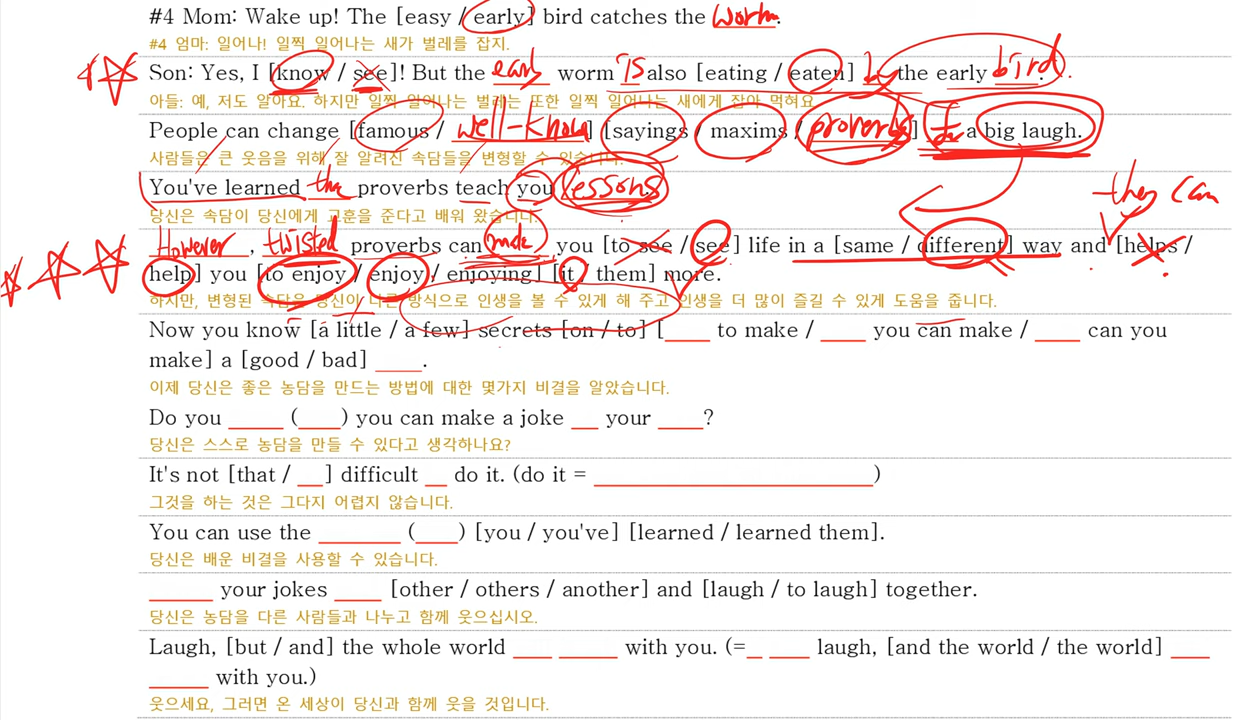 #4 Mom: Wake up! The [easy / early] bird catches the worm.
#4 엄마: 일어나! 일찍 일어나는 새가 벌레를 잡지.
Son: Yes, I [know / see]! But the early worm is also [eating / eaten] by the early bird.
아들: 예, 저도 알아요. 하지만 일찍 일어나는 벌레는 또한 일찍 일어나는 새에게 잡아 먹혀요
People can change [famous / well-known] [sayings / maxims / proverbs] for a big laugh.
사람들은 큰 웃음을 위해 잘 알려진 속담들을 변형할 수 있습니다.
You've learned the proverbs teach you lessons
당신은 속담이 당신에게 교훈을 준다고 배워 왔습니다.
they can
However, twisted proverbs can make you [to see / see] life in a [same / different] way and [helps /
help] you [to enjoy / enjoy / enjoying] [it / them] more.
하지만, 변형된 속담은 당신이 다른 방식으로 인생을 볼 수 있게 해 주고 인생을 더 많이 즐길 수 있게 도움을 줍니다.
Now you know [a little / a few] secrets [on / to] [____ to make / ____ you can make / ____ can you
make] a [good / bad] ____.
이제 당신은 좋은 농담을 만드는 방법에 대한 몇가지 비결을 알았습니다.
Do you _____ (____) you can make a joke __ your ____?
당신은 스스로 농담을 만들 수 있다고 생각하나요?
It's not [that / __] difficult __ do it. (do it = _________________________)
그것을 하는 것은 그다지 어렵지 않습니다.
You can use the _______ (____) [you / you've] [learned / learned them].
당신은 배운 비결을 사용할 수 있습니다.
______ your jokes ____ [other / others / another] and [laugh / to laugh] together.
당신은 농담을 다른 사람들과 나누고 함께 웃으십시오.
Laugh, [but / and] the whole world ____ _____ with you. (=_ ____ laugh, [and the world / the world] ____
_____ with you.)
웃으세요, 그러면 온 세상이 당신과 함께 웃을 것입니다.